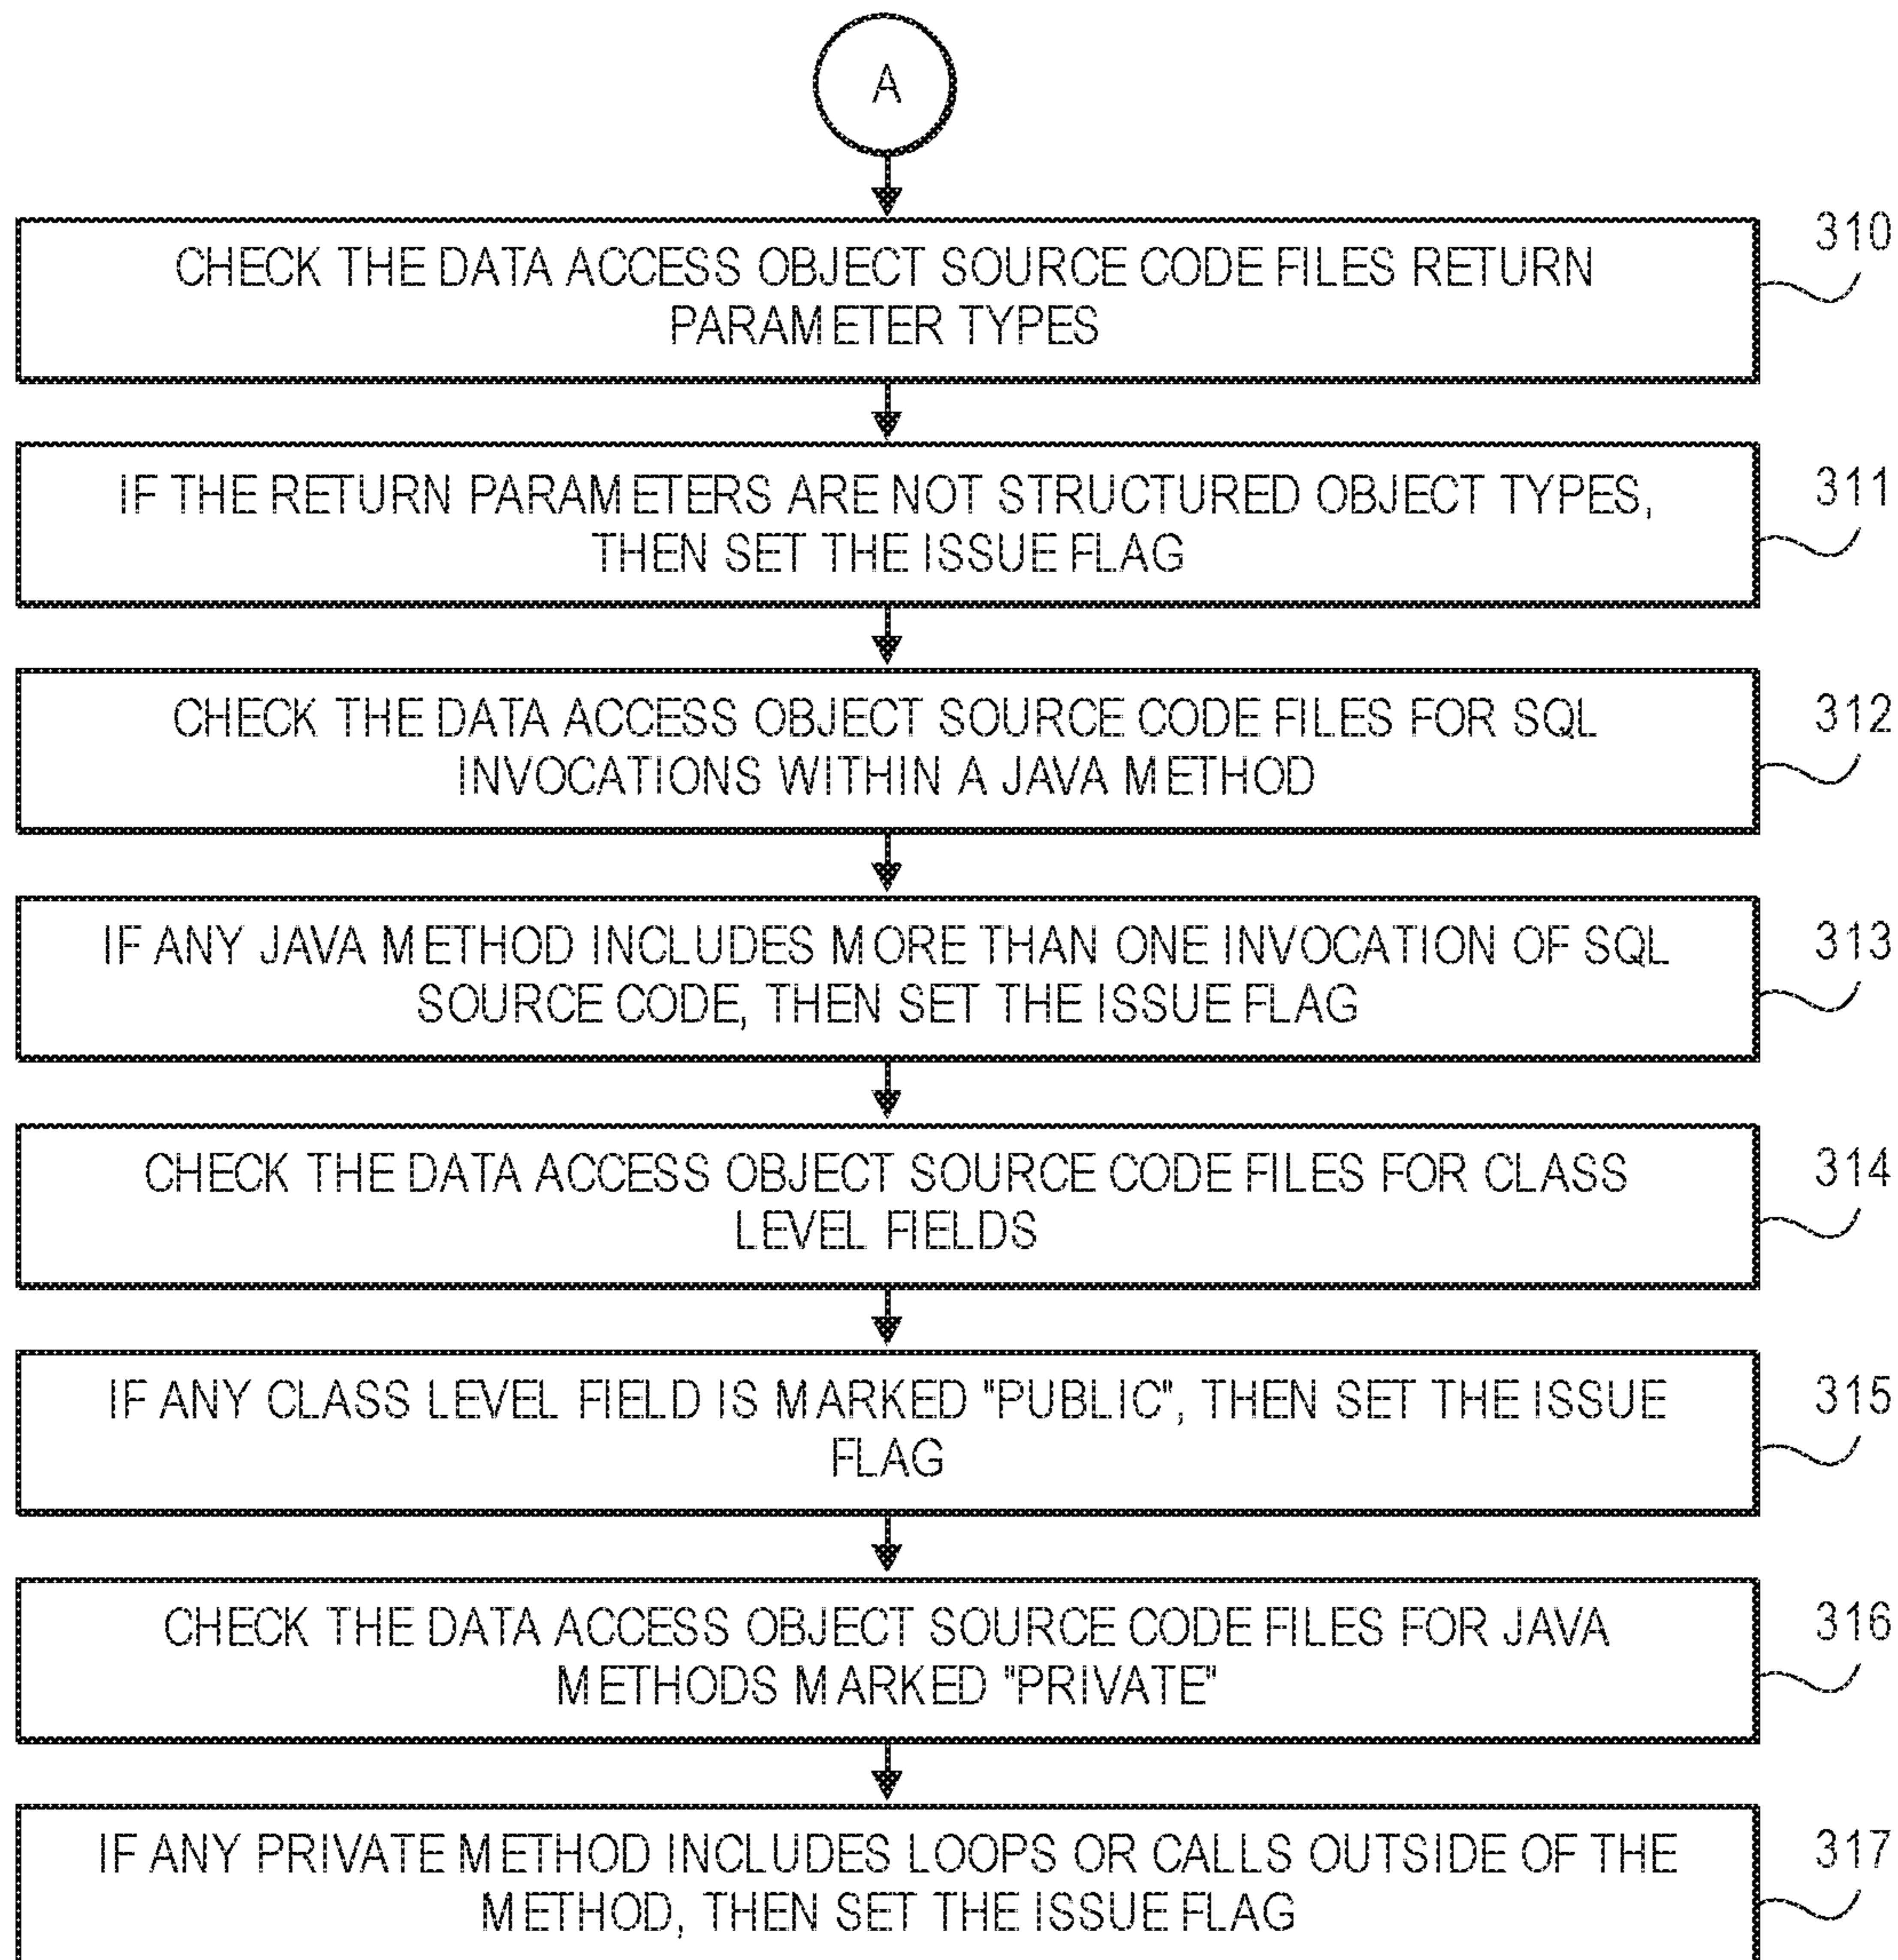 A
310
CHECK THE DATA ACCESS OBJECT SOURCE CODE FILES RETURN
PARAMETER TYPES
311
IF THE RETURN PARAMETERS ARE NOT STRUCTURED OBJECT TYPES,
THEN SET THE ISSUE FLAG
312
CHECK THE DATA ACCESS OBJECT SOURCE CODE FILES FOR SQL
INVOCATIONS WITHIN A JAVA METHOD
313
IF ANY JAVA METHOD INCLUDES MORE THAN ONE INVOCATION OF SQL
SOURCE CODE, THEN SET THE ISSUE FLAG
314
CHECK THE DATA ACCESS OBJECT SOURCE CODE FILES FOR CLASS
LEVEL FIELDS
315
IF ANY CLASS LEVEL FIELD IS MARKED "PUBLIC", THEN SET THE ISSUE
FLAG
316
CHECK THE DATA ACCESS OBJECT SOURCE CODE FILES FOR JAVA
METHODS MARKED "PRIVATE"
317
IF ANY PRIVATE METHOD INCLUDES LOOPS OR CALLS OUTSIDE OF THE
METHOD, THEN SET THE ISSUE FLAG